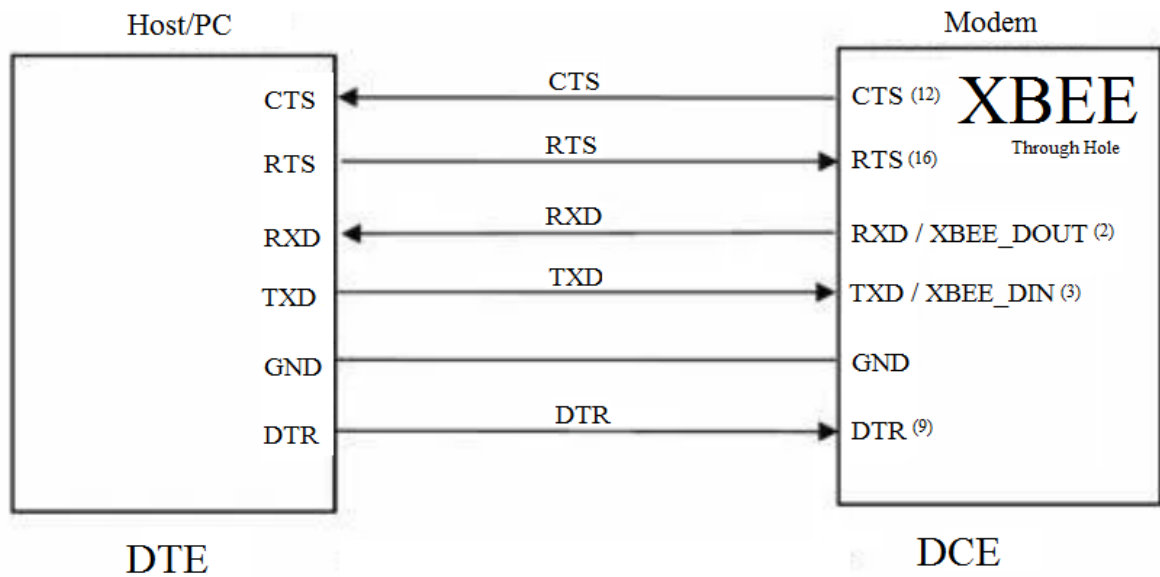 Host/PC
Modem
CTS
CTS
CTS (12)
XBEE
Through Hole
RTS
RTS
RTS (16)
RXD
RXD
RXD / XBEE_DOUT (2)
TXD
TXD
TXD / XBEE_DIN (3)
GND
GND
DTR
DTR
DTR (9)
DTE
DCE